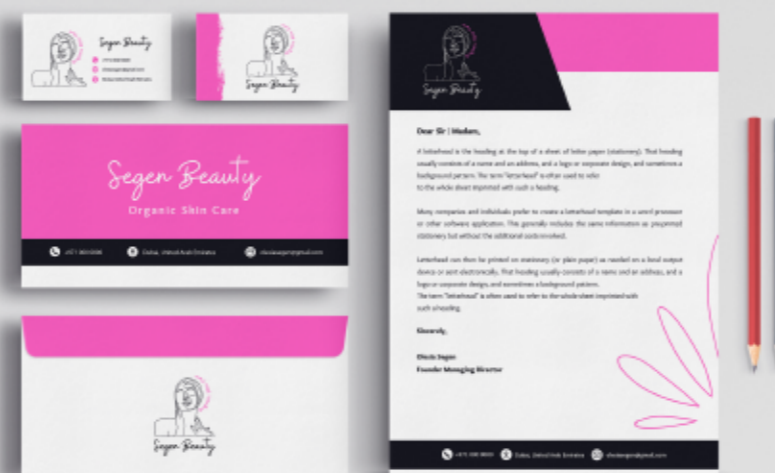 Segen Beauty
Segen Beauty
Segen Beauty
Organic Skin Care
Dubai, United Arab Emirates
Segen Beauty
Segen Beauty
Dear Sir | Madam,
A letterhead is the heading at the top of a sheet of letter paper (stationery). That heading
usually consists of a name and an address, and a logo or corporate design, and sometimes a
background pattern. The term "letterhead" is often used to refer
to the whole sheet imprinted with such a heading.
Many companies and individuals prefer to create a letterhead template in a word processor
or other software application. This generally includes the same information as preprinted
stationery but without the additional costs involved.
Letterhead can then be printed on stationery (or plain paper) as needed on a local output
device or sent electronically. That heading usually consists of a name and an address, and a
logo or corporate design, and sometimes a background pattern.
The term "letterhead" is often used to refer to the whole sheet imprinted with
such a heading.
Sincerely,
Segen
Founder Managing Director
Dubai, United Arab Emirates